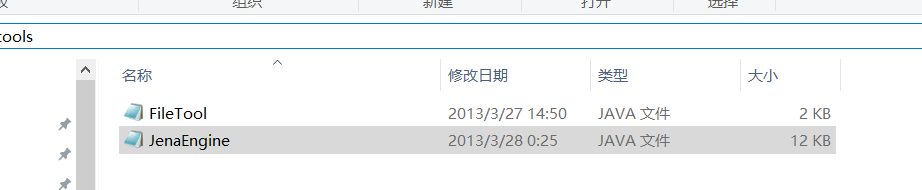 组织 新建 打开 选择
tools
名称 修改日期 类型 大小
FileTool 2013/3/27 14:50 JAVA 文件 2 KB
JenaEngine 2013/3/28 0:25 JAVA 文件 12 KB